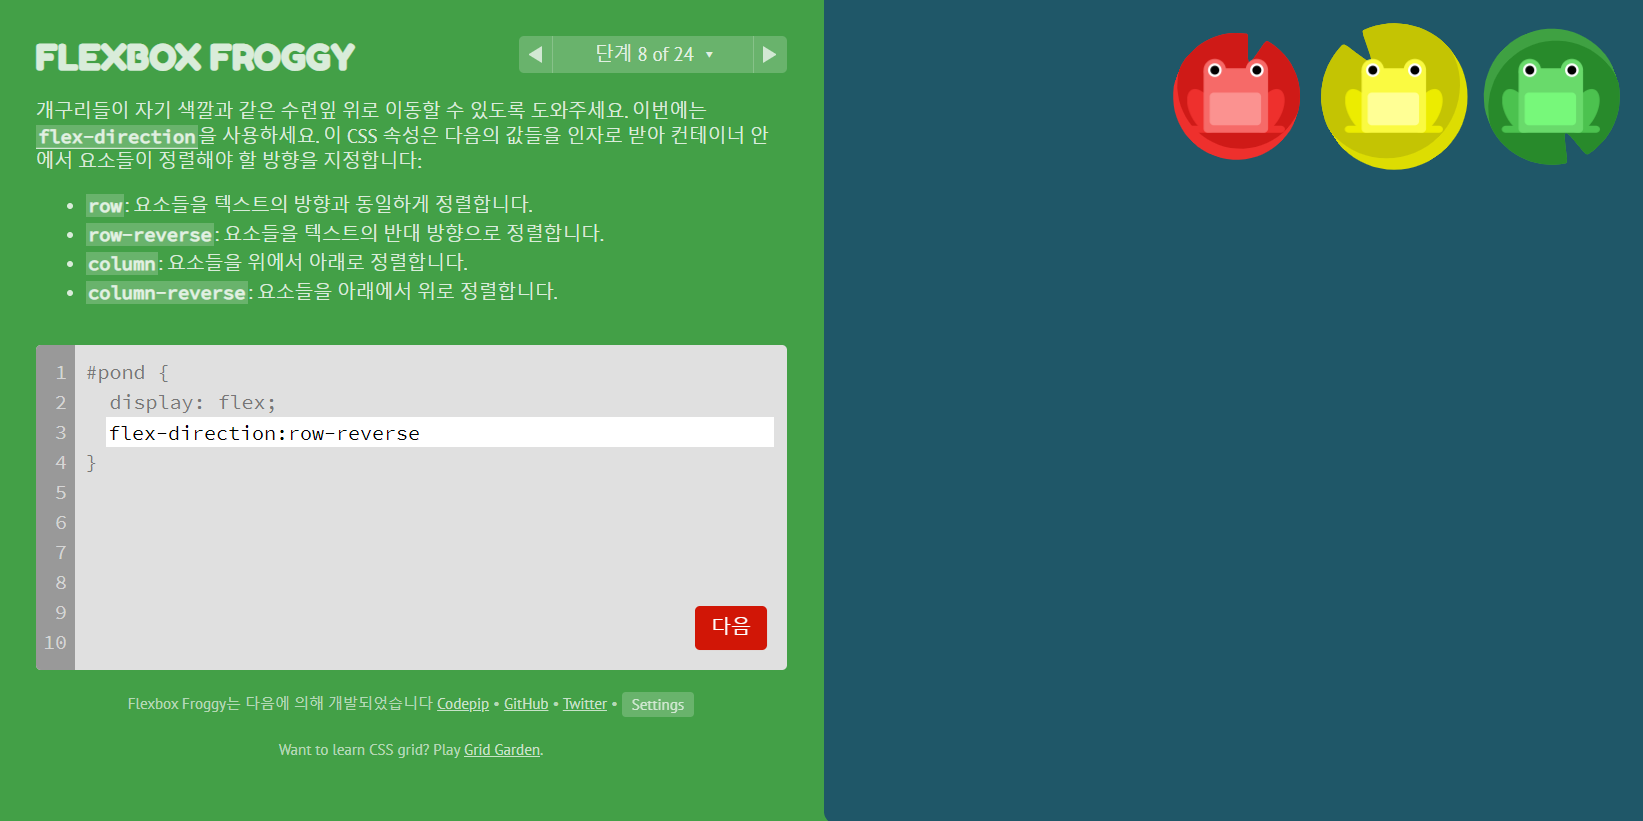 FLEXBOX FROGGY
단계 8 of 24 ▼
개구리들이 자기 색깔과 같은 수련잎 위로 이동할 수 있도록 도와주세요. 이번에는
flex-direction을 사용하세요. 이 CSS 속성은 다음의 값들을 인자로 받아 컨테이너 안
에서 요소들이 정렬해야 할 방향을 지정합니다:
• row: 요소들을 텍스트의 방향과 동일하게 정렬합니다.
• row-reverse: 요소들을 텍스트의 반대 방향으로 정렬합니다.
• column: 요소들을 위에서 아래로 정렬합니다.
• column-reverse: 요소들을 아래에서 위로 정렬합니다.
1 #pond {
2 display: flex;
3 flex-direction:row-reverse
4 }
5
6
7
8
9
10
다음
Flexbox Froggy는 다음에 의해 개발되었습니다 Codepip • GitHub • Twitter • Settings
Want to learn CSS grid? Play Grid Garden.